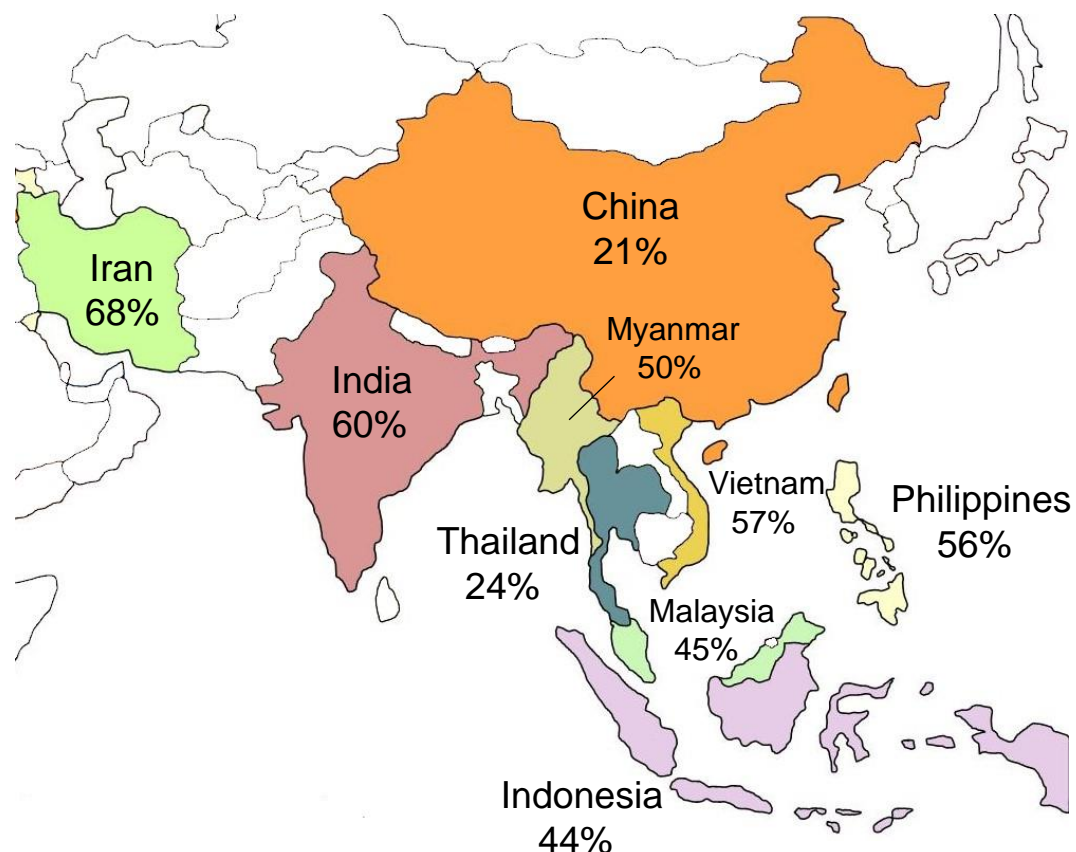 China
21%
Iran
68%
Myanmar
50%
India
60%
Vietnam
57%
Philippines
56%
Thailand
24%
Malaysia
45%
Indonesia
44%